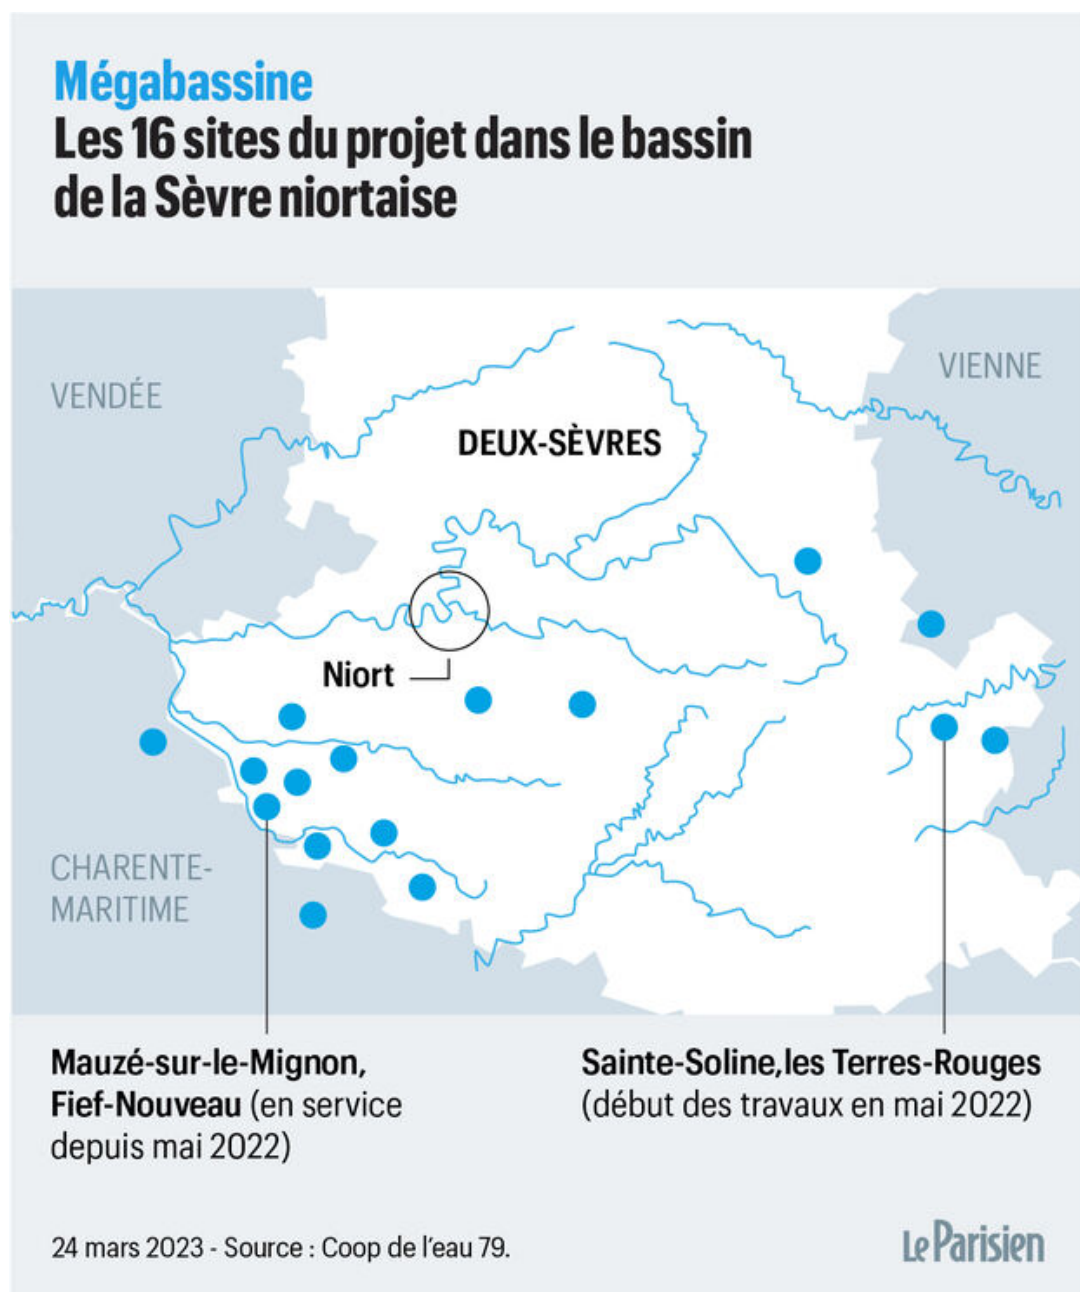 Mégabassine
Les 16 sites du projet dans le bassin
de la Sèvre niortaise
VENDÉE
VIENNE
DEUX-SÈVRES
Niort
CHARENTE-
MARITIME
Mauzé-sur-le-Mignon,
Fief-Nouveau (en service
depuis mai 2022)
Sainte-Soline,les Terres-Rouges
(début des travaux en mai 2022)
24 mars 2023 - Source : Coop de l'eau 79.
Le Parisien